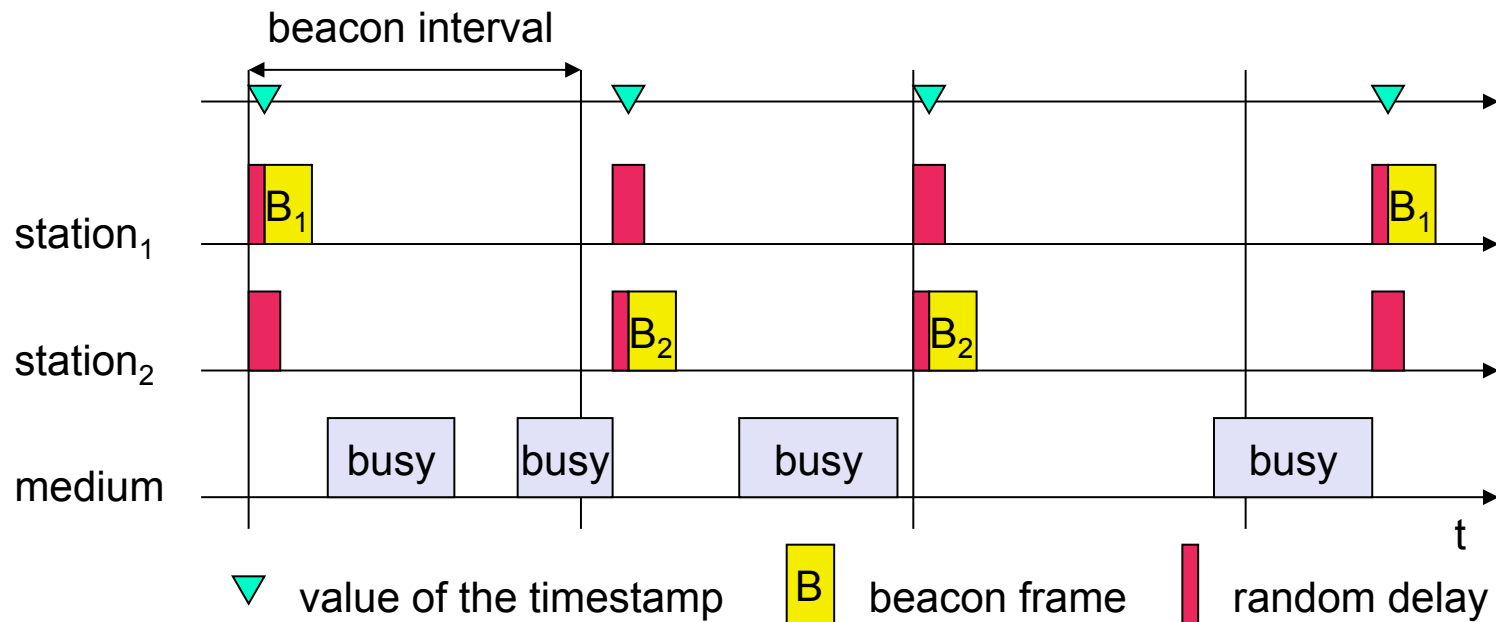 beacon interval
B₁ B₁
station₁
B₂ B₂
station₂
busy busy busy busy
medium
t
value of the timestamp B beacon frame random delay